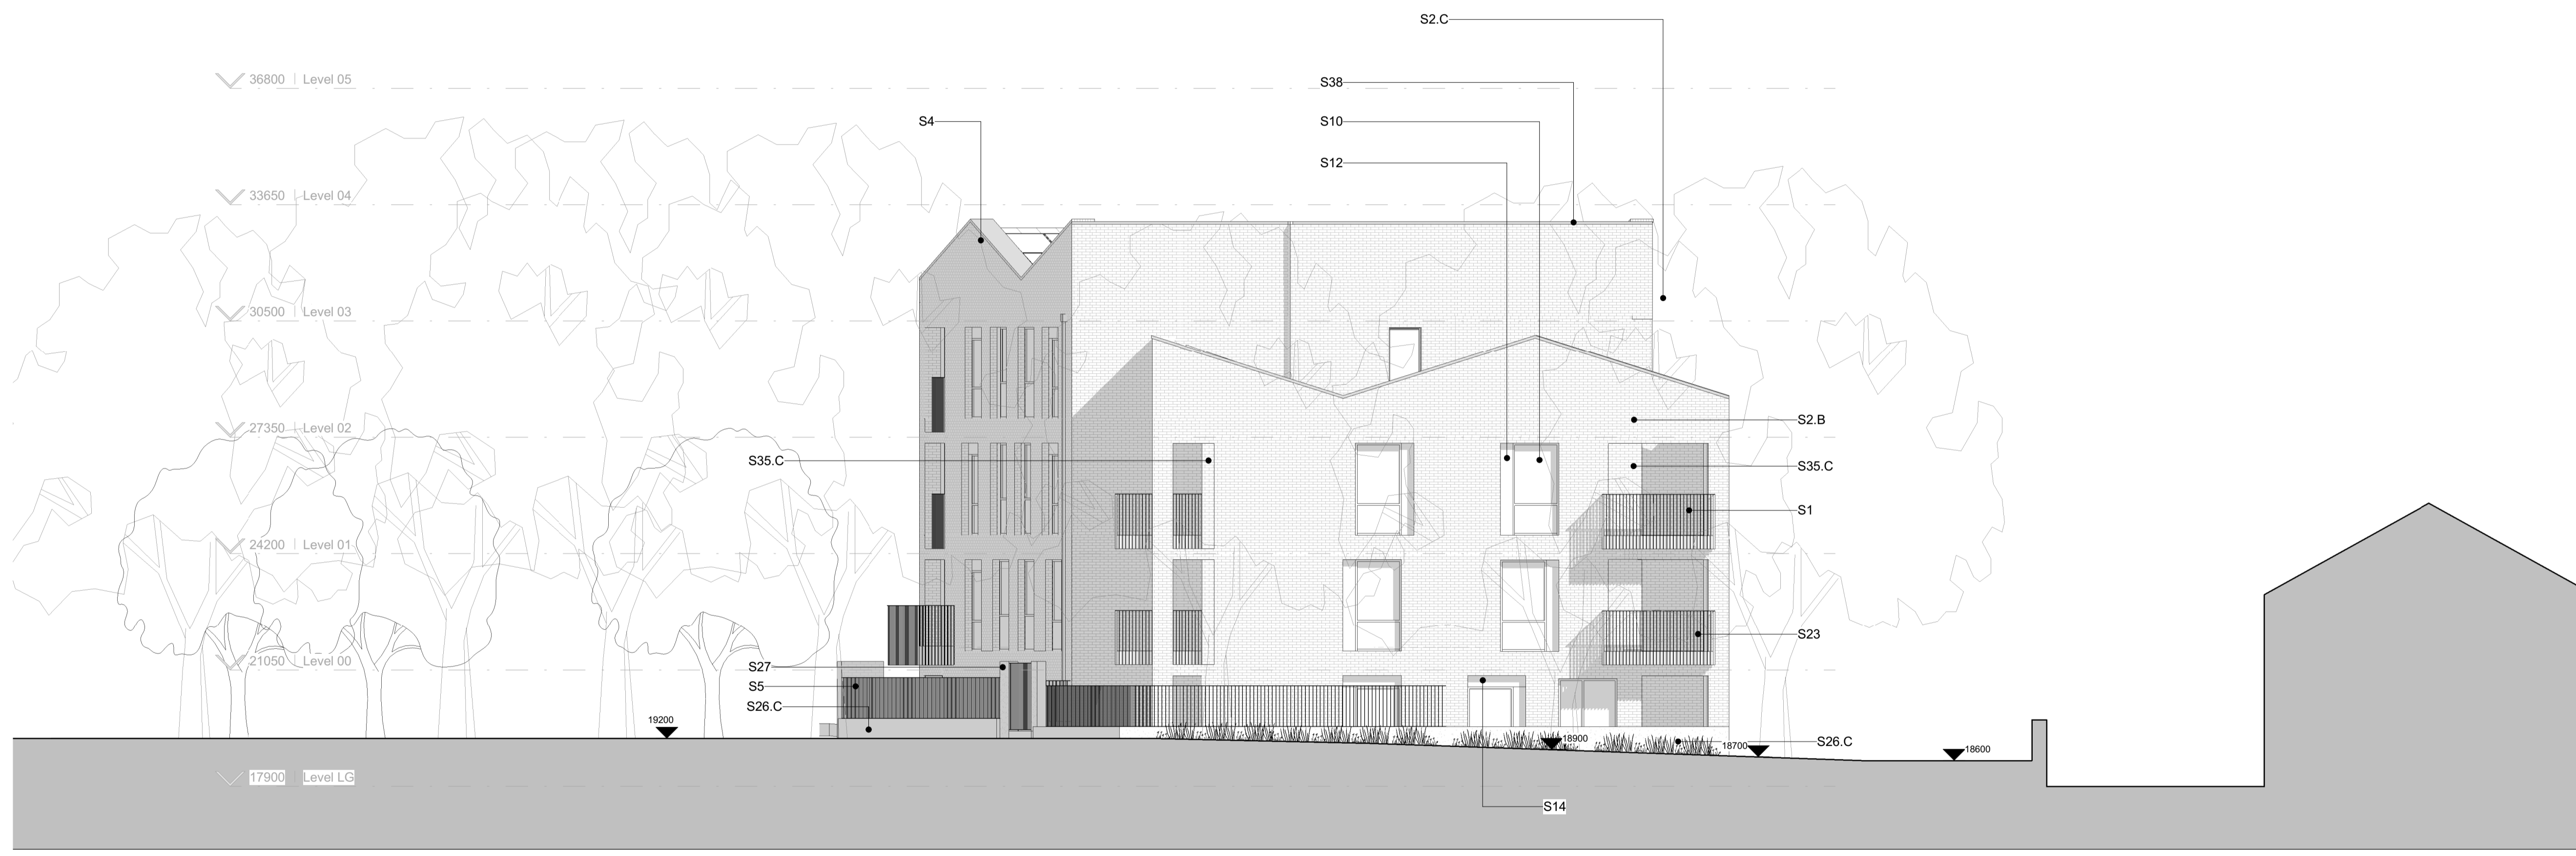 S2.C
36800 | Level 05
S38
S4
S10
S12
33650 | Level 04
30500 | Level 03
S2.B
27350 | Level 02
S35.C
S35.C
S1
24200 | Level 01
S23
21050 | Level 00
S27
S5
S26.C
19200
18900
18700
S26.C
18600
17900 | Level LG
S14